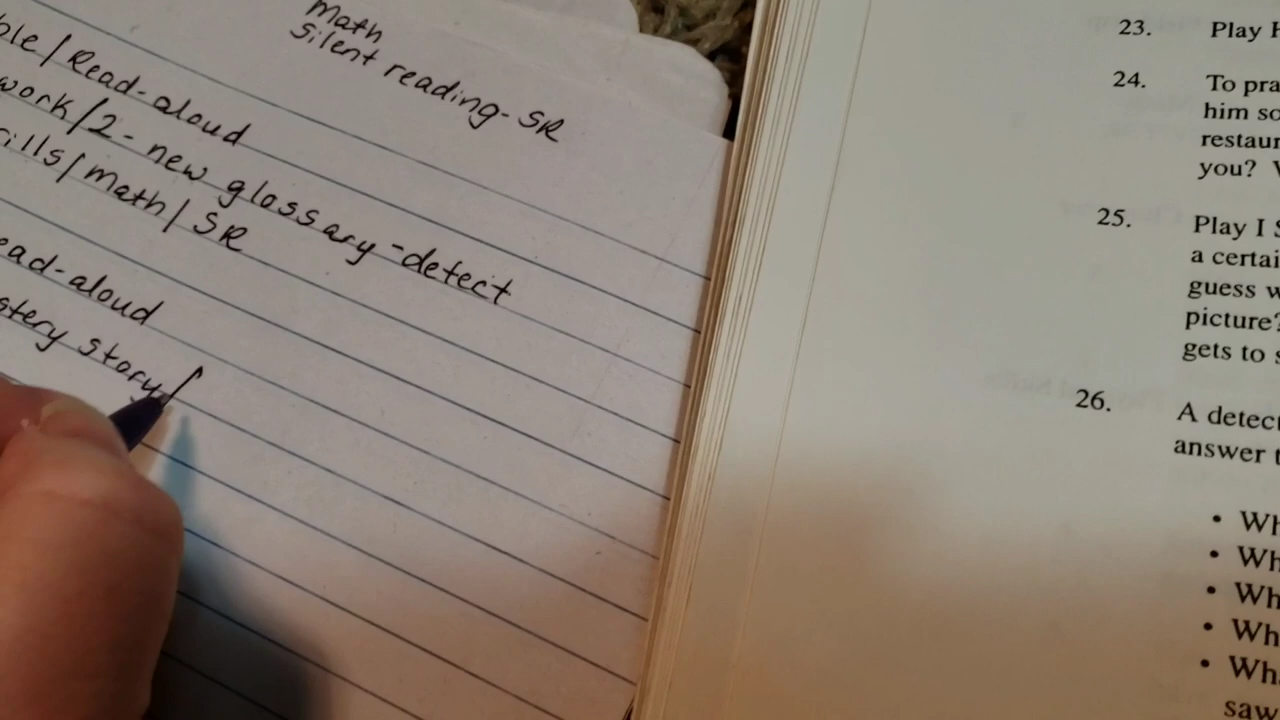 math
silent reading-SR
ble/Read-aloud
work/2-new glossary-detect
ills/math/SR
ead-aloud
stery story/
23. Play H
24. To pra
him so
restaur
you? W
25. Play I S
a certai
guess w
picture?
gets to s
26. A detect
answer t
• Wh
• Wh
• Wh
• Wh
• Wha
saw